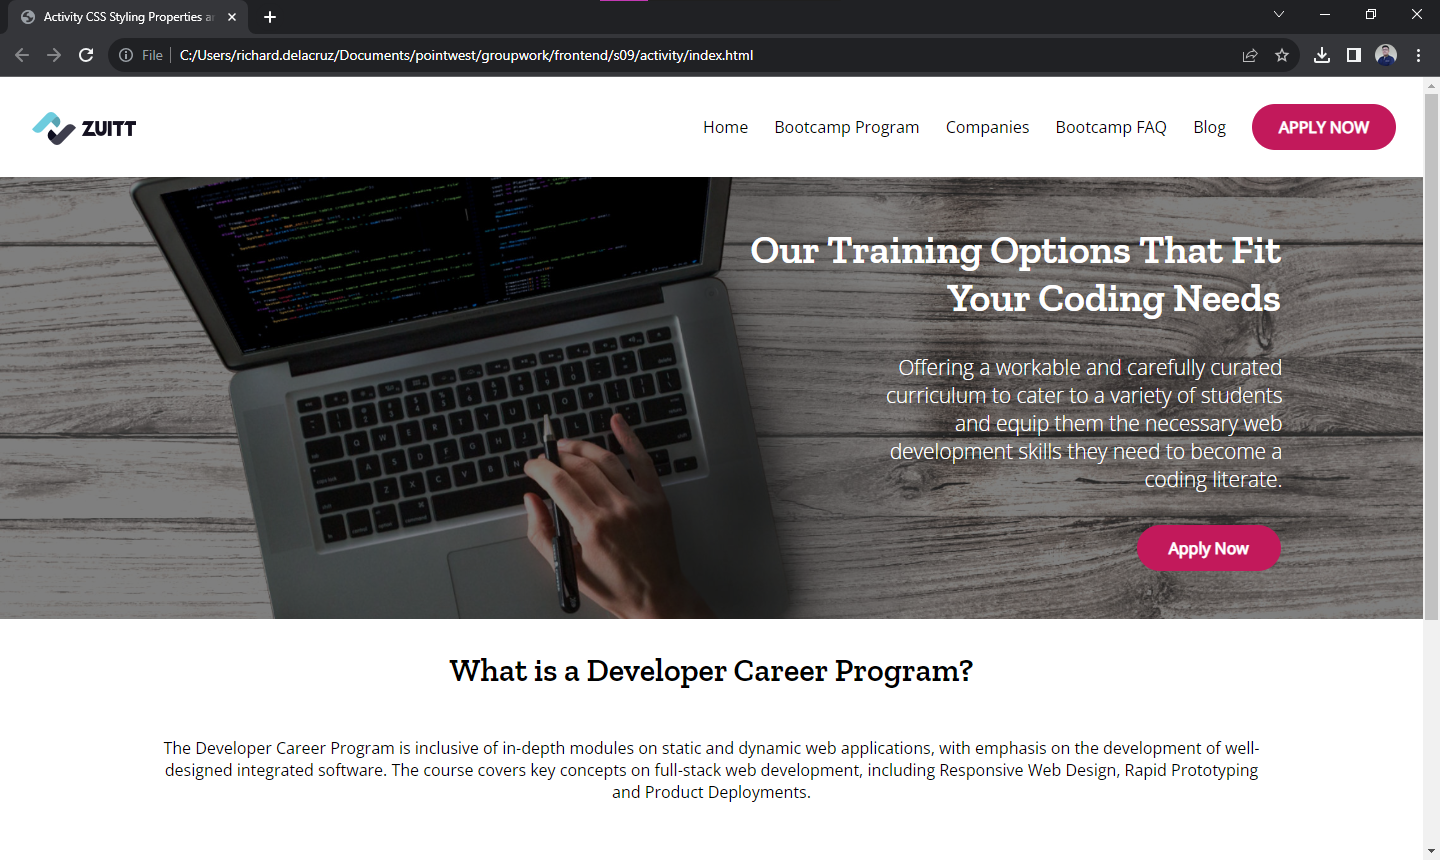 Activity CSS Styling Properties ar
File C:/Users/richard.delacruz/Documents/pointwest/groupwork/frontend/s09/activity/index.html
ZUITT
Home Bootcamp Program Companies Bootcamp FAQ Blog APPLY NOW
Our Training Options That Fit
Your Coding Needs
Offering a workable and carefully curated
curriculum to cater to a variety of students
and equip them the necessary web
development skills they need to become a
coding literate.
Apply Now
What is a Developer Career Program?
The Developer Career Program is inclusive of in-depth modules on static and dynamic web applications, with emphasis on the development of well-
designed integrated software. The course covers key concepts on full-stack web development, including Responsive Web Design, Rapid Prototyping
and Product Deployments.